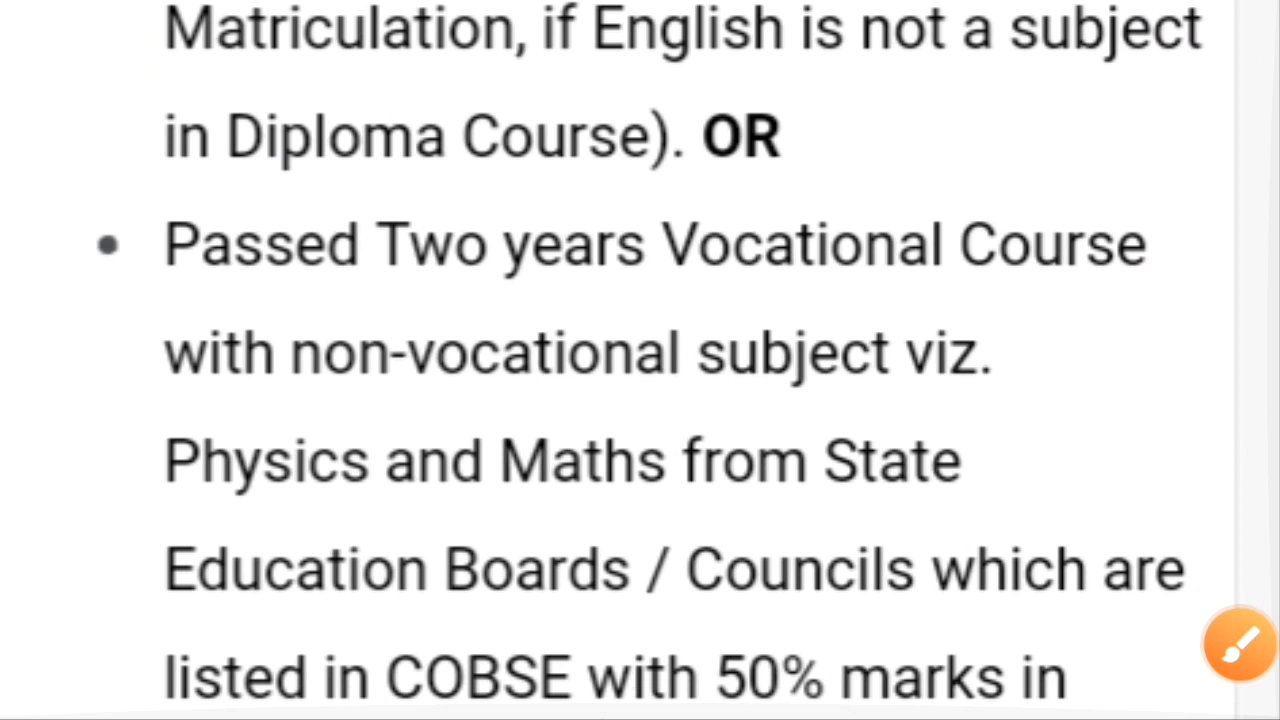 Matriculation, if English is not a subject
in Diploma Course). OR
• Passed Two years Vocational Course
with non-vocational subject viz.
Physics and Maths from State
Education Boards / Councils which are
listed in COBSE with 50% marks in